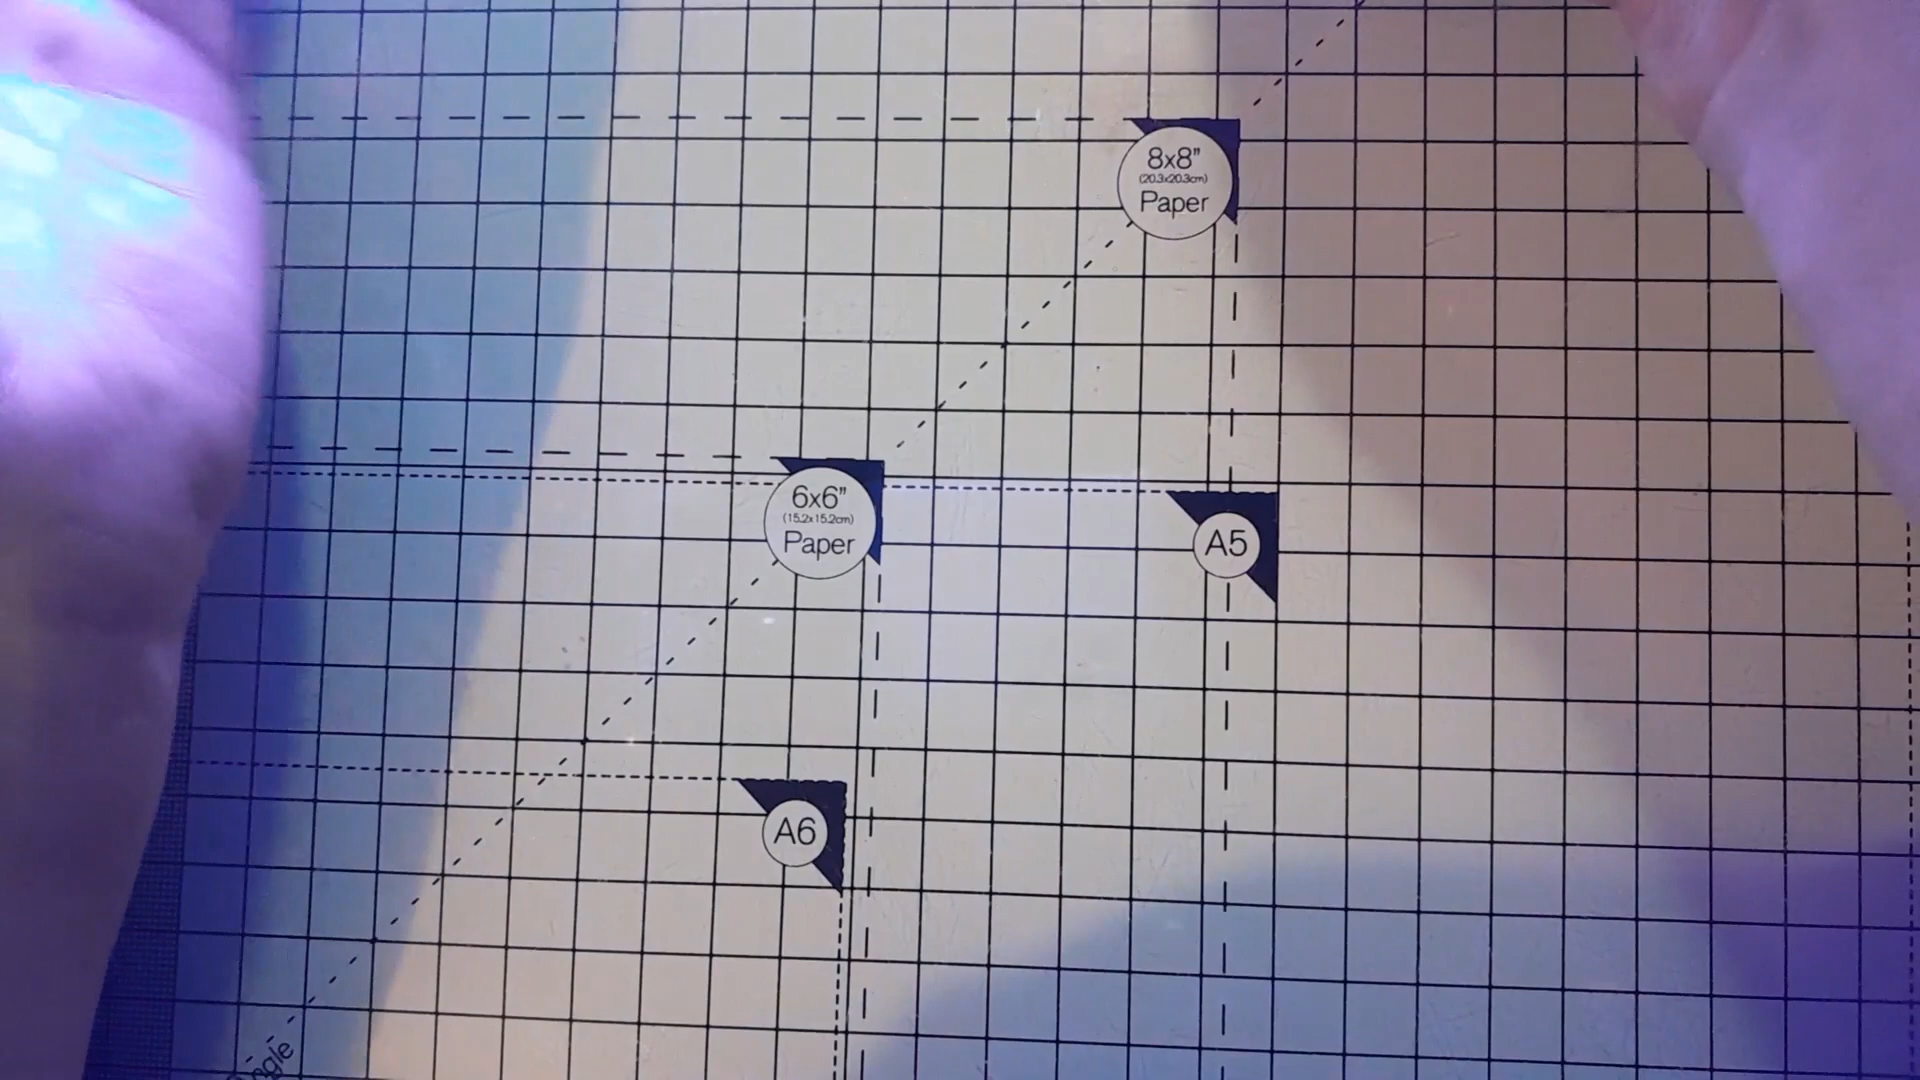 8x8”
(20.3x20.3cm)
Paper
6x6”
(15.2x15.2cm)
Paper
A5
A6